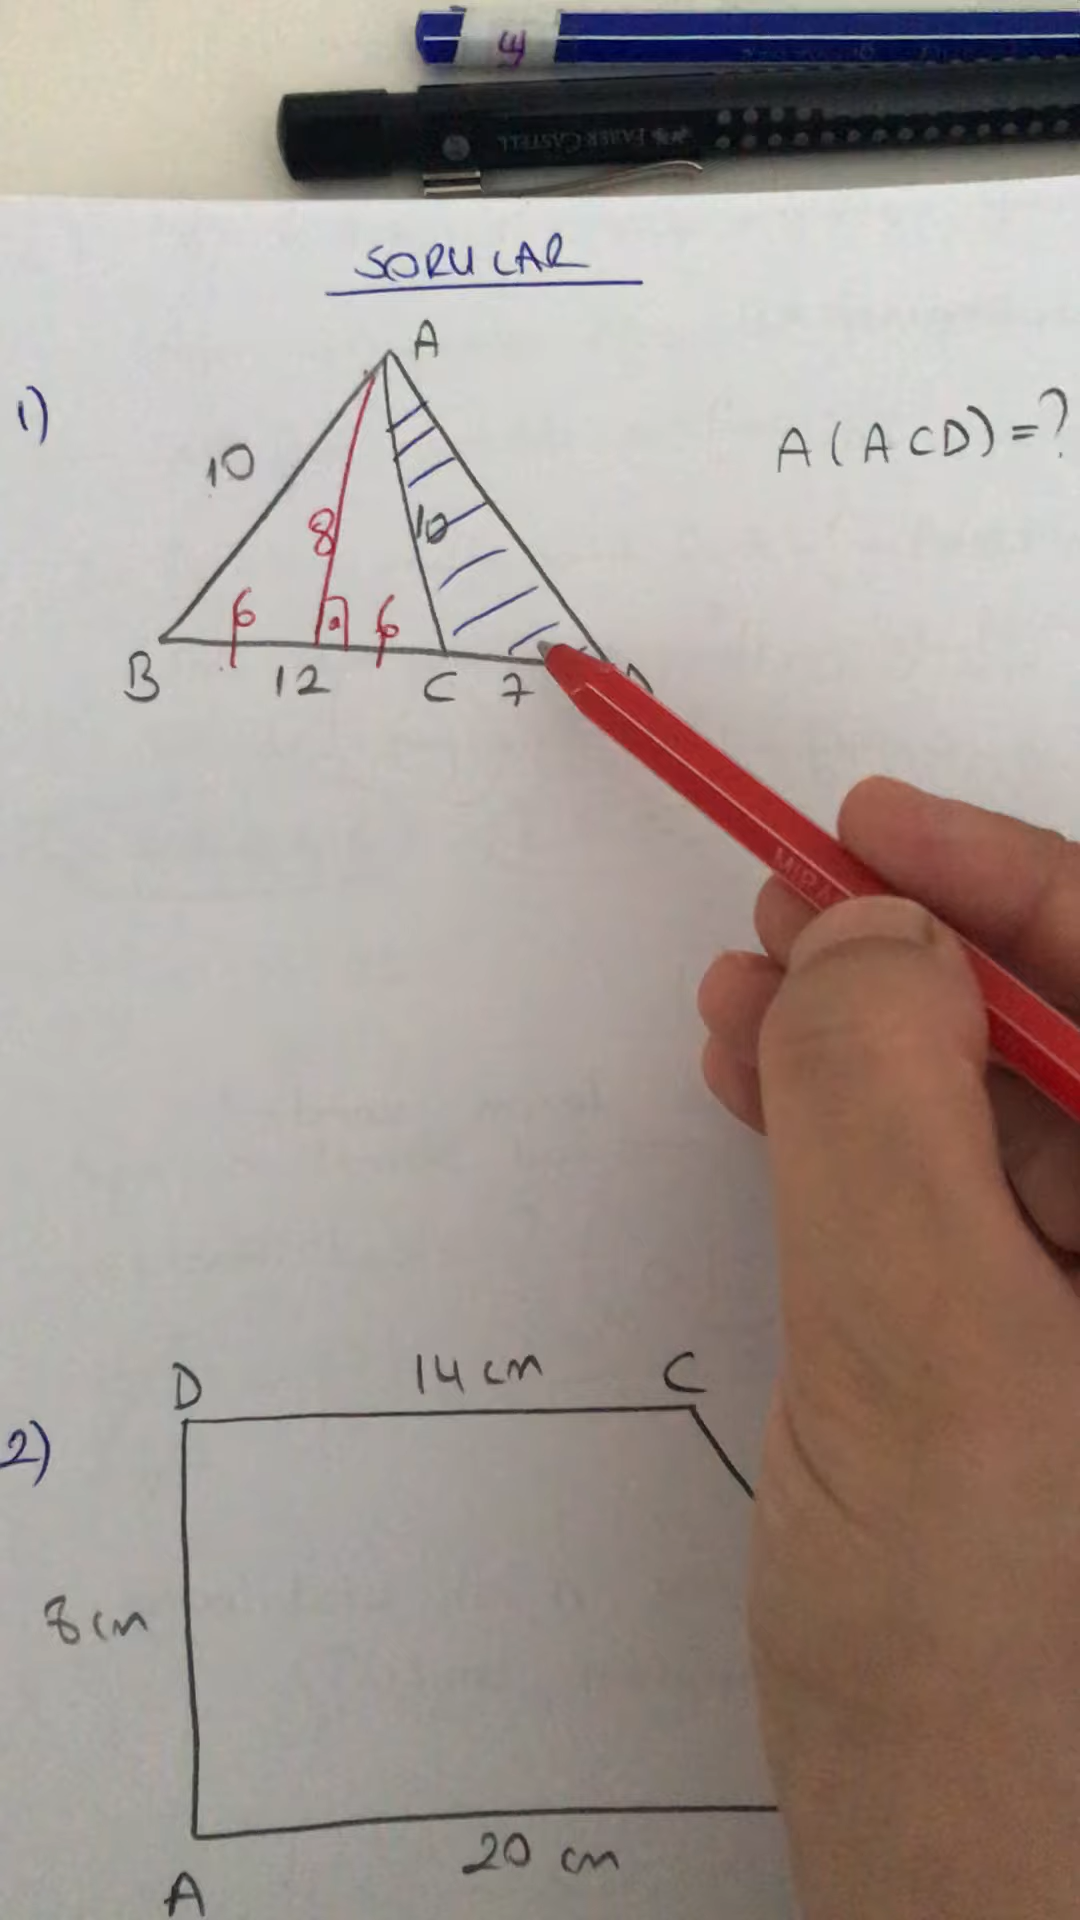 FABER-CASTELL
SORULAR
1)
A
10
8
10
6
6
B
12
C
7
D
A(ACD)=?
MIRA
2)
D
14 cm
C
8 cm
20 cm
A